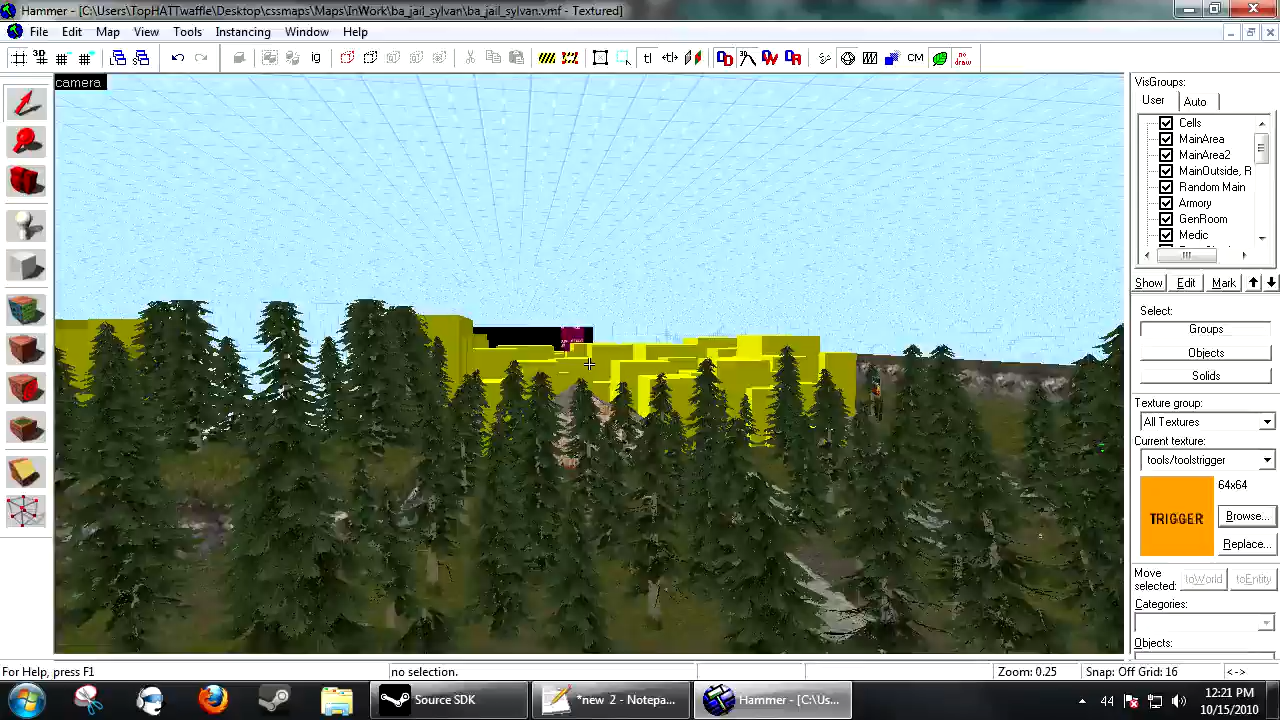 Hammer - [C:\Users\TopHATTwaffle\Desktop\cssmaps\Maps\InWork\ba_jail_sylvan\ba_jail_sylvan.vmf - Textured]
File Edit Map View Tools Instancing Window Help
camera
VisGroups:
User Auto
Cells
MainArea
MainArea2
MainOutside, R
Random Main
Armory
GenRoom
Medic
Show Edit Mark
Select:
Groups
Objects
Solids
Texture group:
All Textures
Current texture:
tools/toolstrigger
64x64
TRIGGER
Browse...
Replace...
Move selected:
toWorld toEntity
Categories:
Objects:
For Help, press F1 no selection. Zoom: 0.25 Snap: Off Grid: 16 <->
Source SDK *new 2 - Notepa... Hammer - [C:\Us... 44 12:21 PM
10/15/2010